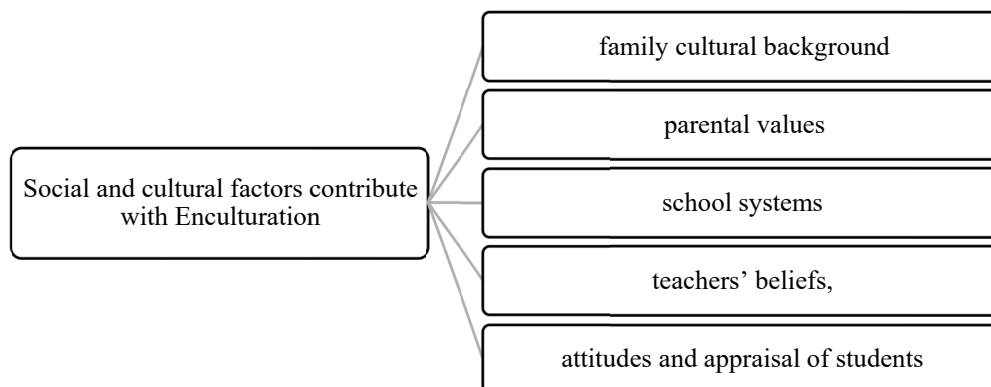 Social and cultural factors contribute
with Enculturation
family cultural background
parental values
school systems
teachers’ beliefs,
attitudes and appraisal of students